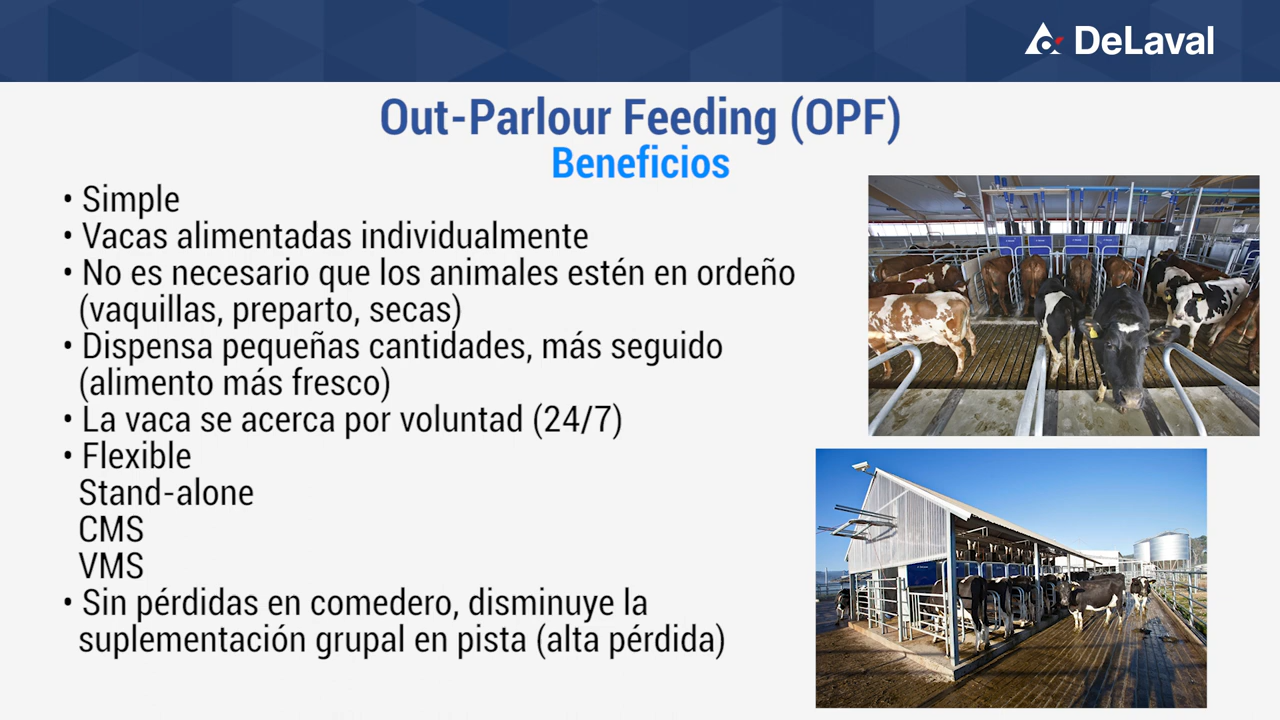 DeLaval
Out-Parlour Feeding (OPF)
Beneficios
• Simple
• Vacas alimentadas individualmente
• No es necesario que los animales estén en ordeño
(vaquillas, preparto, secas)
• Dispensa pequeñas cantidades, más seguido
(alimento más fresco)
• La vaca se acerca por voluntad (24/7)
• Flexible
Stand-alone
CMS
VMS
• Sin pérdidas en comedero, disminuye la
suplementación grupal en pista (alta pérdida)